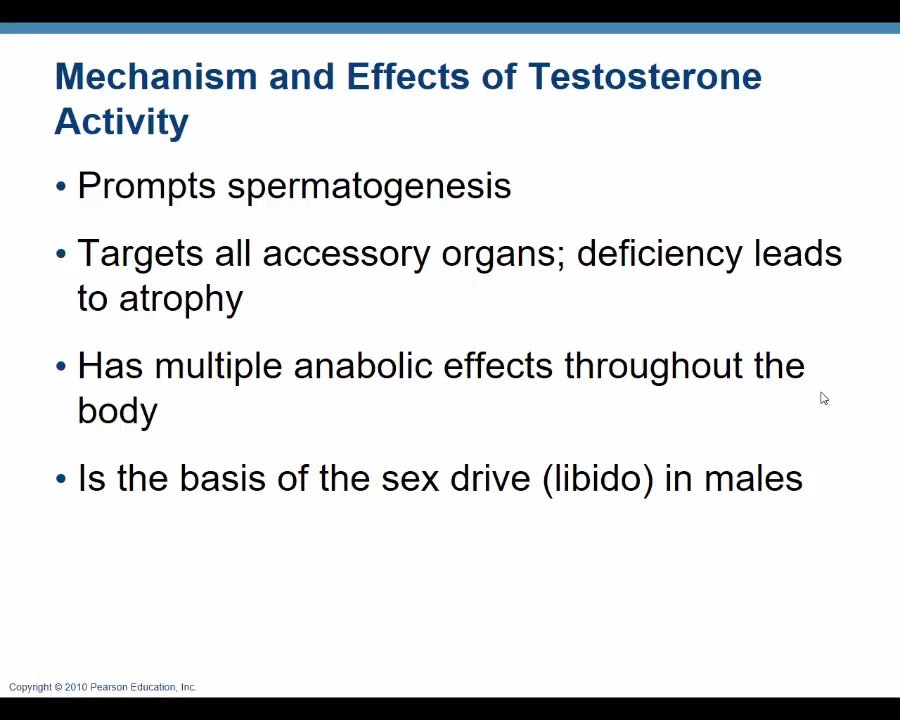 Mechanism and Effects of Testosterone
Activity
• Prompts spermatogenesis
• Targets all accessory organs; deficiency leads
to atrophy
• Has multiple anabolic effects throughout the
body
• Is the basis of the sex drive (libido) in males
Copyright © 2010 Pearson Education, Inc.